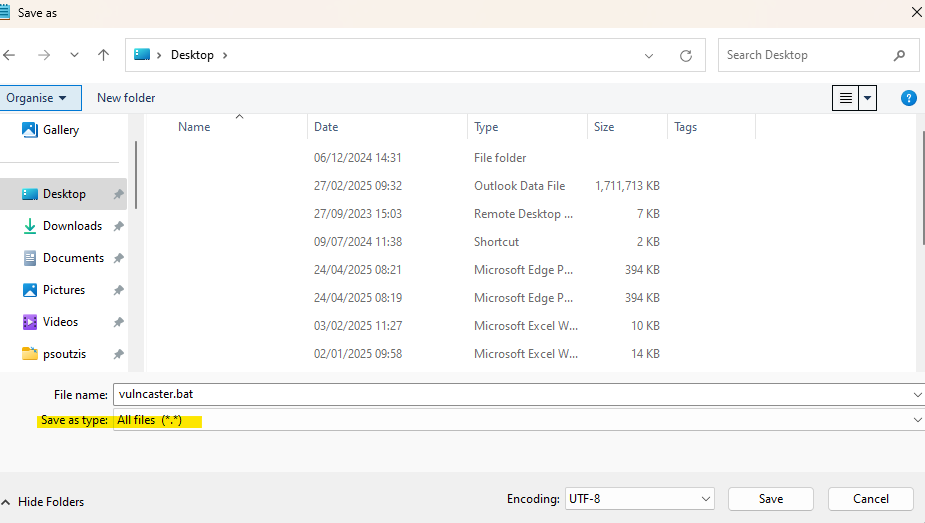 Save as
Desktop
Search Desktop
Organise
New folder
?
Name Date Type Size Tags
Gallery
06/12/2024 14:31 File folder
Desktop
27/02/2025 09:32 Outlook Data File 1,711,713 KB
Downloads
27/09/2023 15:03 Remote Desktop ... 7 KB
Documents
09/07/2024 11:38 Shortcut 2 KB
Pictures
24/04/2025 08:21 Microsoft Edge P... 394 KB
Videos
24/04/2025 08:19 Microsoft Edge P... 394 KB
psoutzis
03/02/2025 11:27 Microsoft Excel W... 10 KB
02/01/2025 09:58 Microsoft Excel W... 14 KB
File name: vulncaster.bat
Save as type: All files (*.*)
Hide Folders
Encoding: UTF-8
Save
Cancel